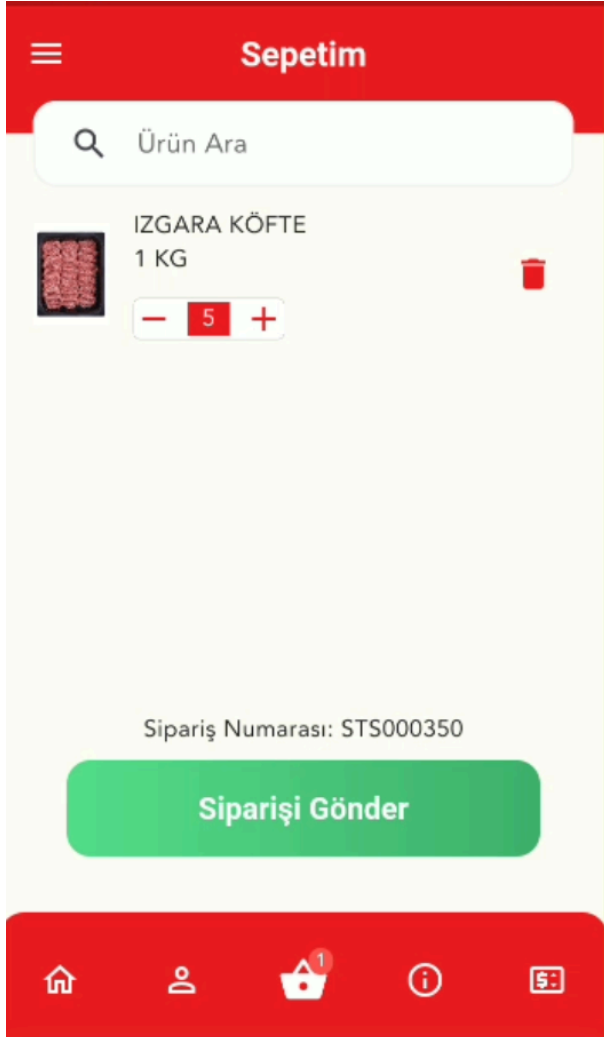 Sepetim
Ürün Ara
IZGARA KÖFTE
1 KG
5
Sipariş Numarası: STS000350
Siparişi Gönder
1